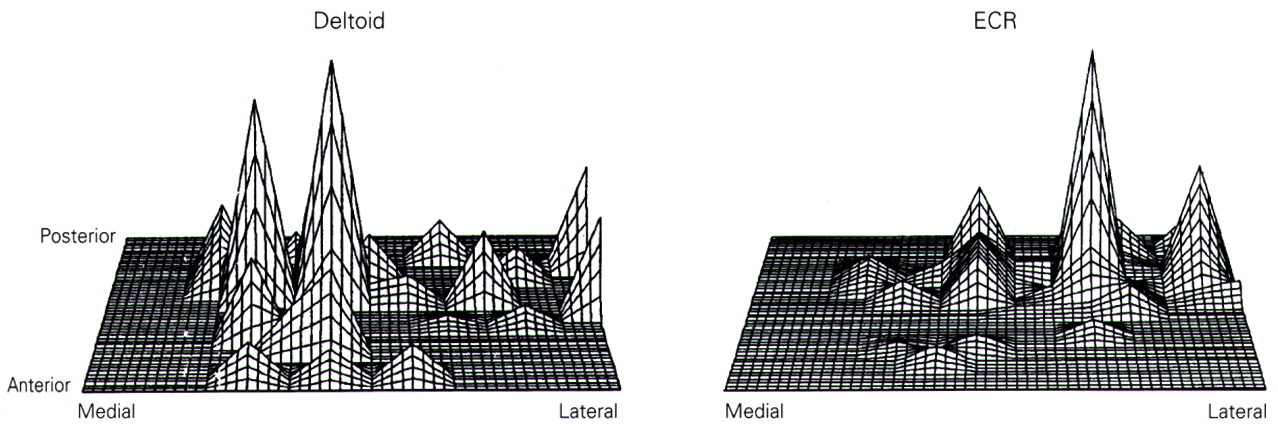 Deltoid
ECR
Posterior
Anterior
Medial
Lateral
Medial
Lateral